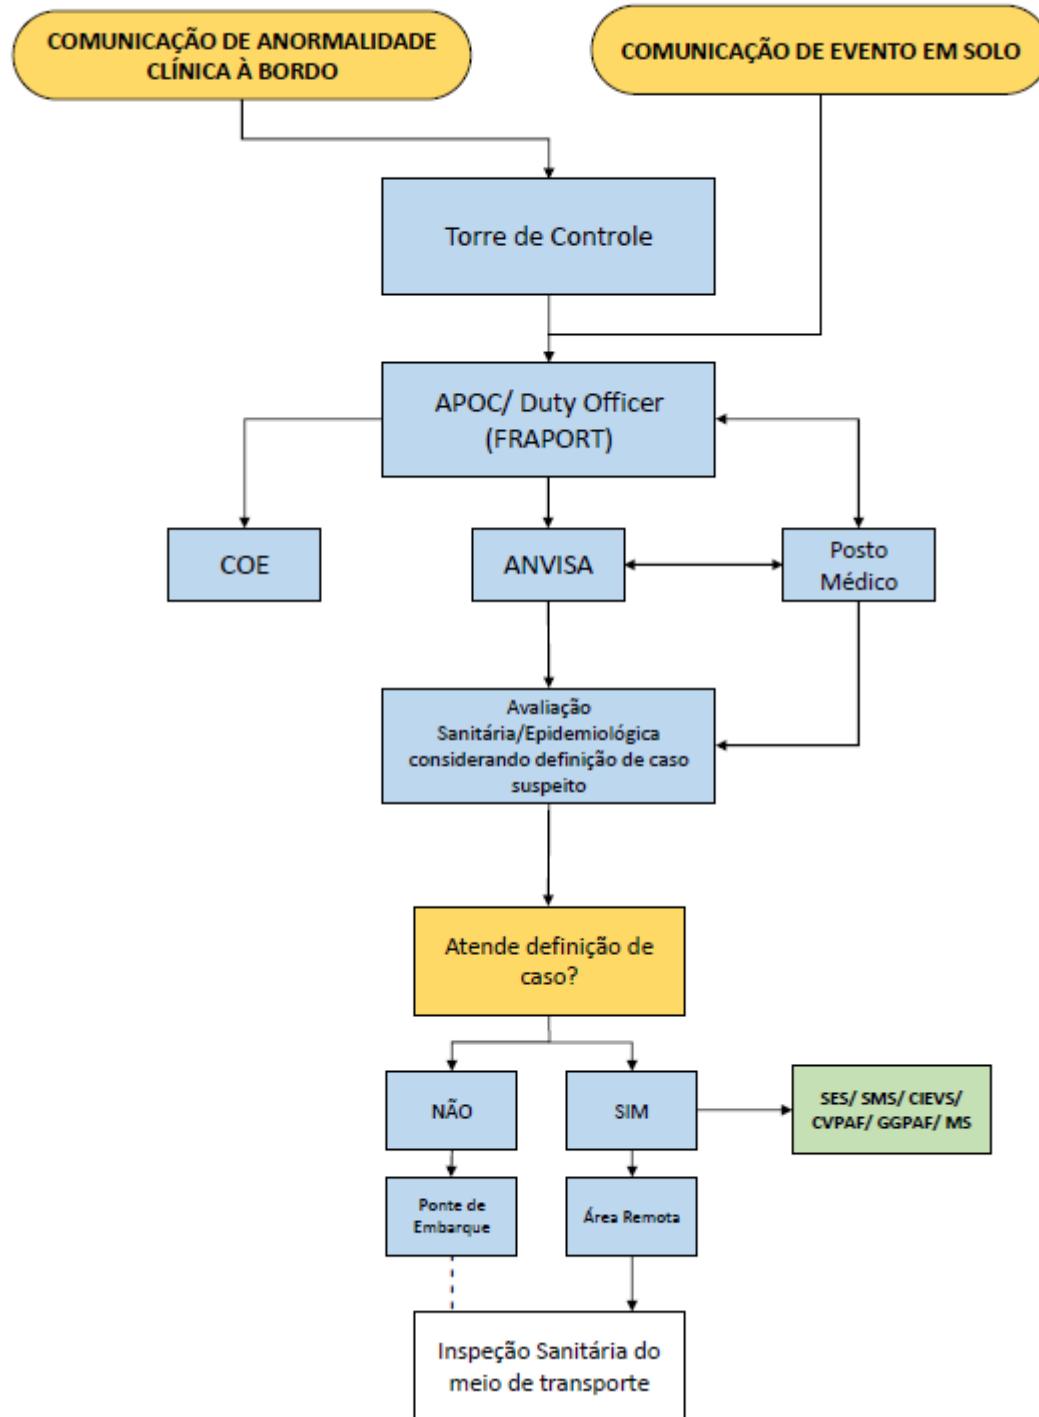 COMUNICAÇÃO DE ANORMALIDADE
CLÍNICA À BORDO
COMUNICAÇÃO DE EVENTO EM SOLO
Torre de Controle
APOC/ Duty Officer
(FRAPORT)
COE
ANVISA
Posto
Médico
Avaliação
Sanitária/Epidemiológica
considerando definição de caso
suspeito
Atende definição de
caso?
NÃO
SIM
SES/ SMS/ CIEVS/
CVPAF/ GGPAF/ MS
Ponte de
Embarque
Área Remota
Inspeção Sanitária do
meio de transporte